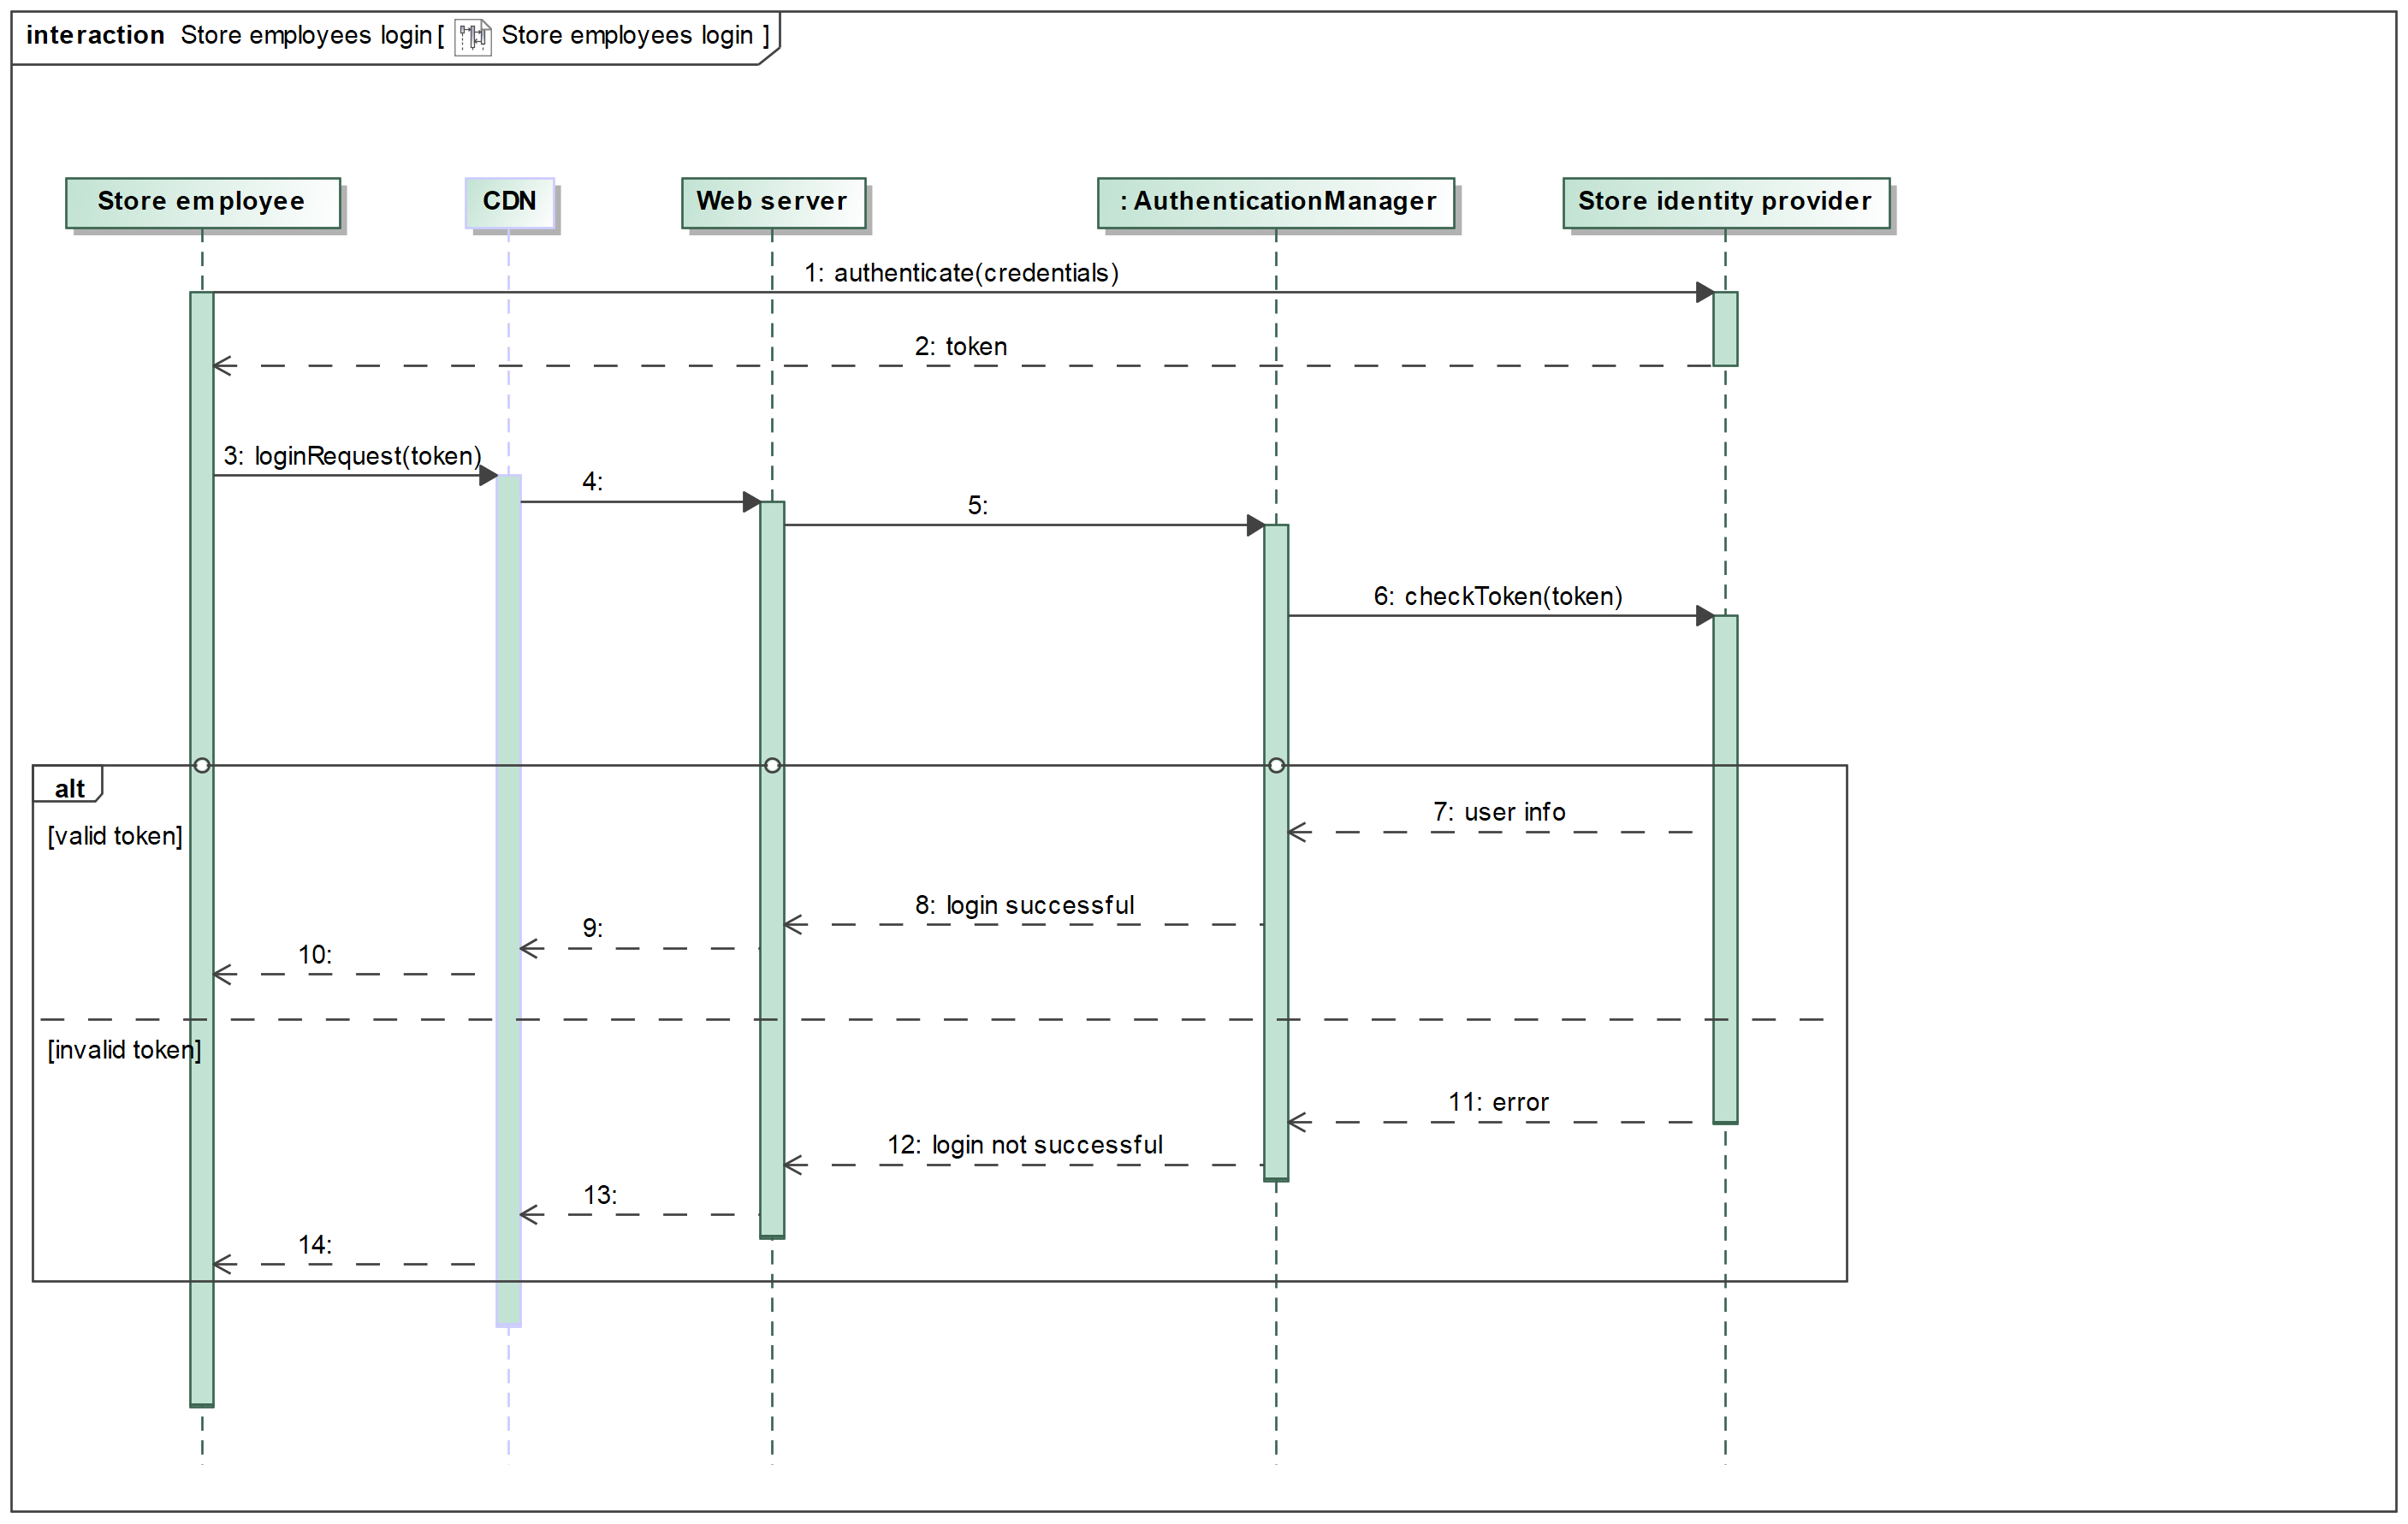 interaction Store employees login [ Store employees login ]
Store employee
CDN
Web server
: AuthenticationManager
Store identity provider
1: authenticate(credentials)
2: token
3: loginRequest(token)
4:
5:
6: checkToken(token)
alt
[valid token]
7: user info
8: login successful
9:
10:
[invalid token]
11: error
12: login not successful
13:
14: